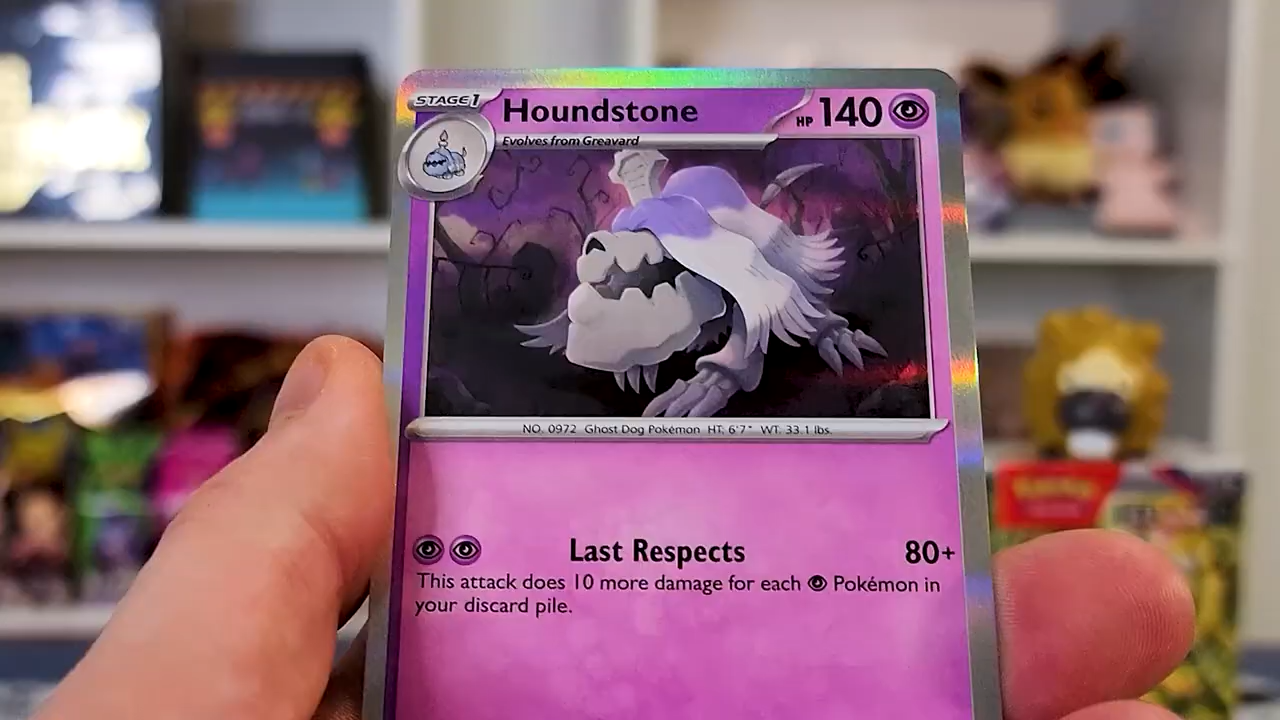 STAGE1 Houndstone HP 140
Evolves from Greavard
NO. 0972 Ghost Dog Pokémon HT: 6'7" WT: 33.1 lbs.
Last Respects 80+
This attack does 10 more damage for each Pokémon in
your discard pile.